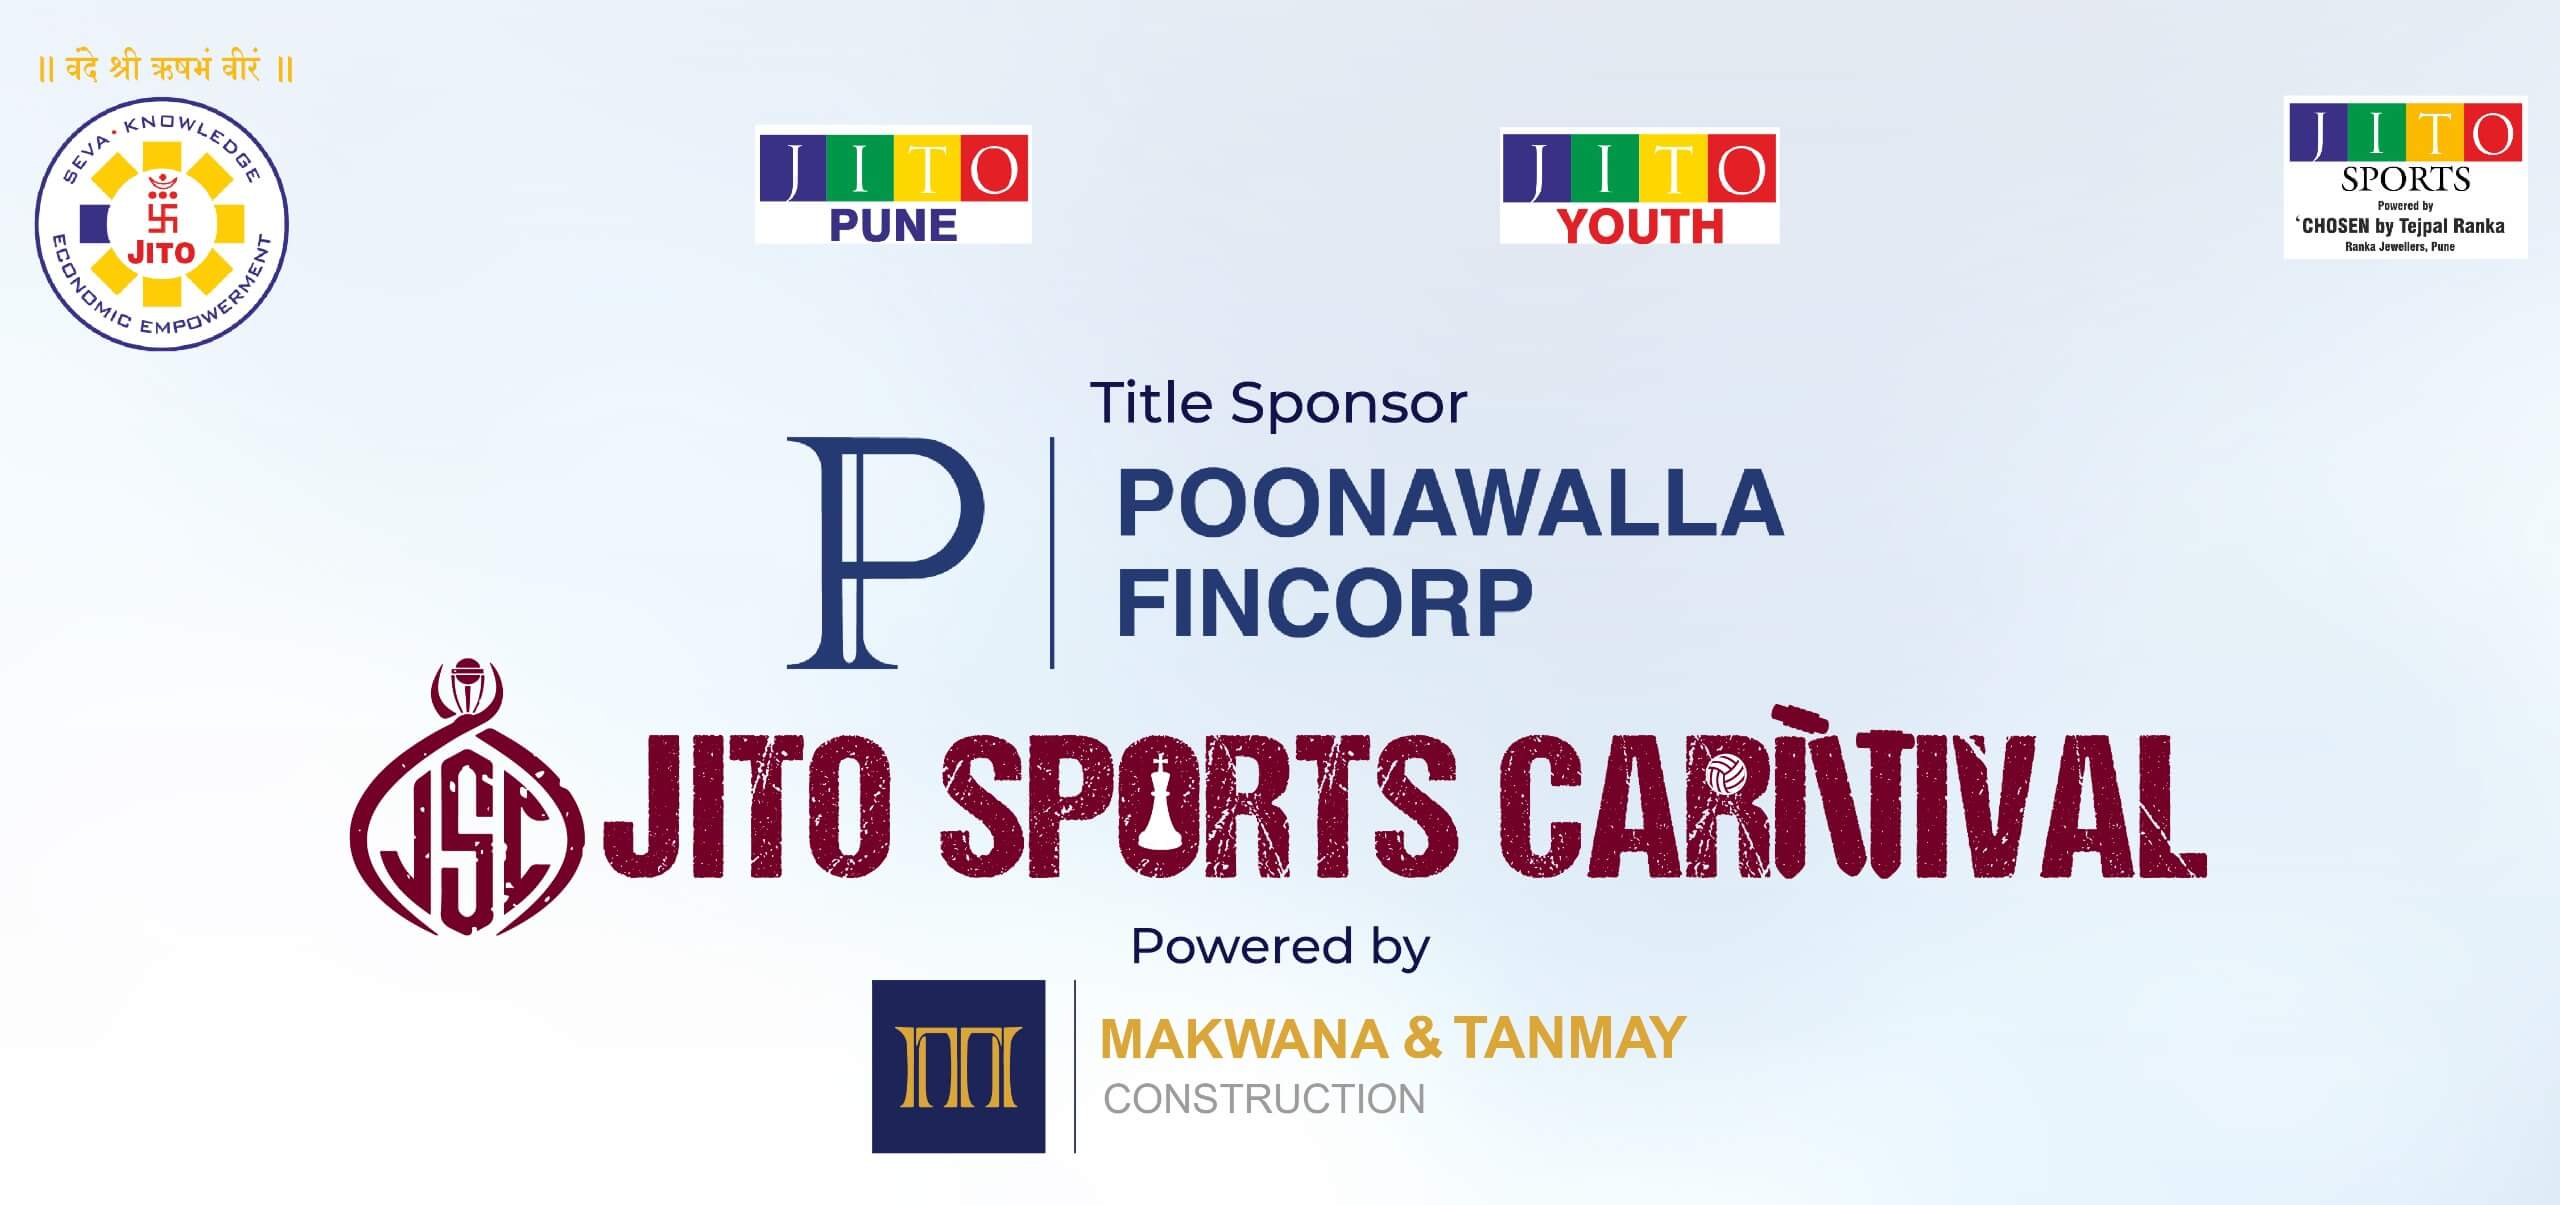 ॥ वंदे श्री ऋषभं वीरं ॥
SEVA • KNOWLEDGE
JITO
ECONOMIC EMPOWERMENT
JITO
PUNE
JITO
YOUTH
JITO
SPORTS
Powered by
‘CHOSEN by Tejpal Ranka
Ranka Jewellers, Pune
Title Sponsor
P
POONAWALLA
FINCORP
JSC
JITO SPORTS CARNIVAL
Powered by
MAKWANA & TANMAY
CONSTRUCTION